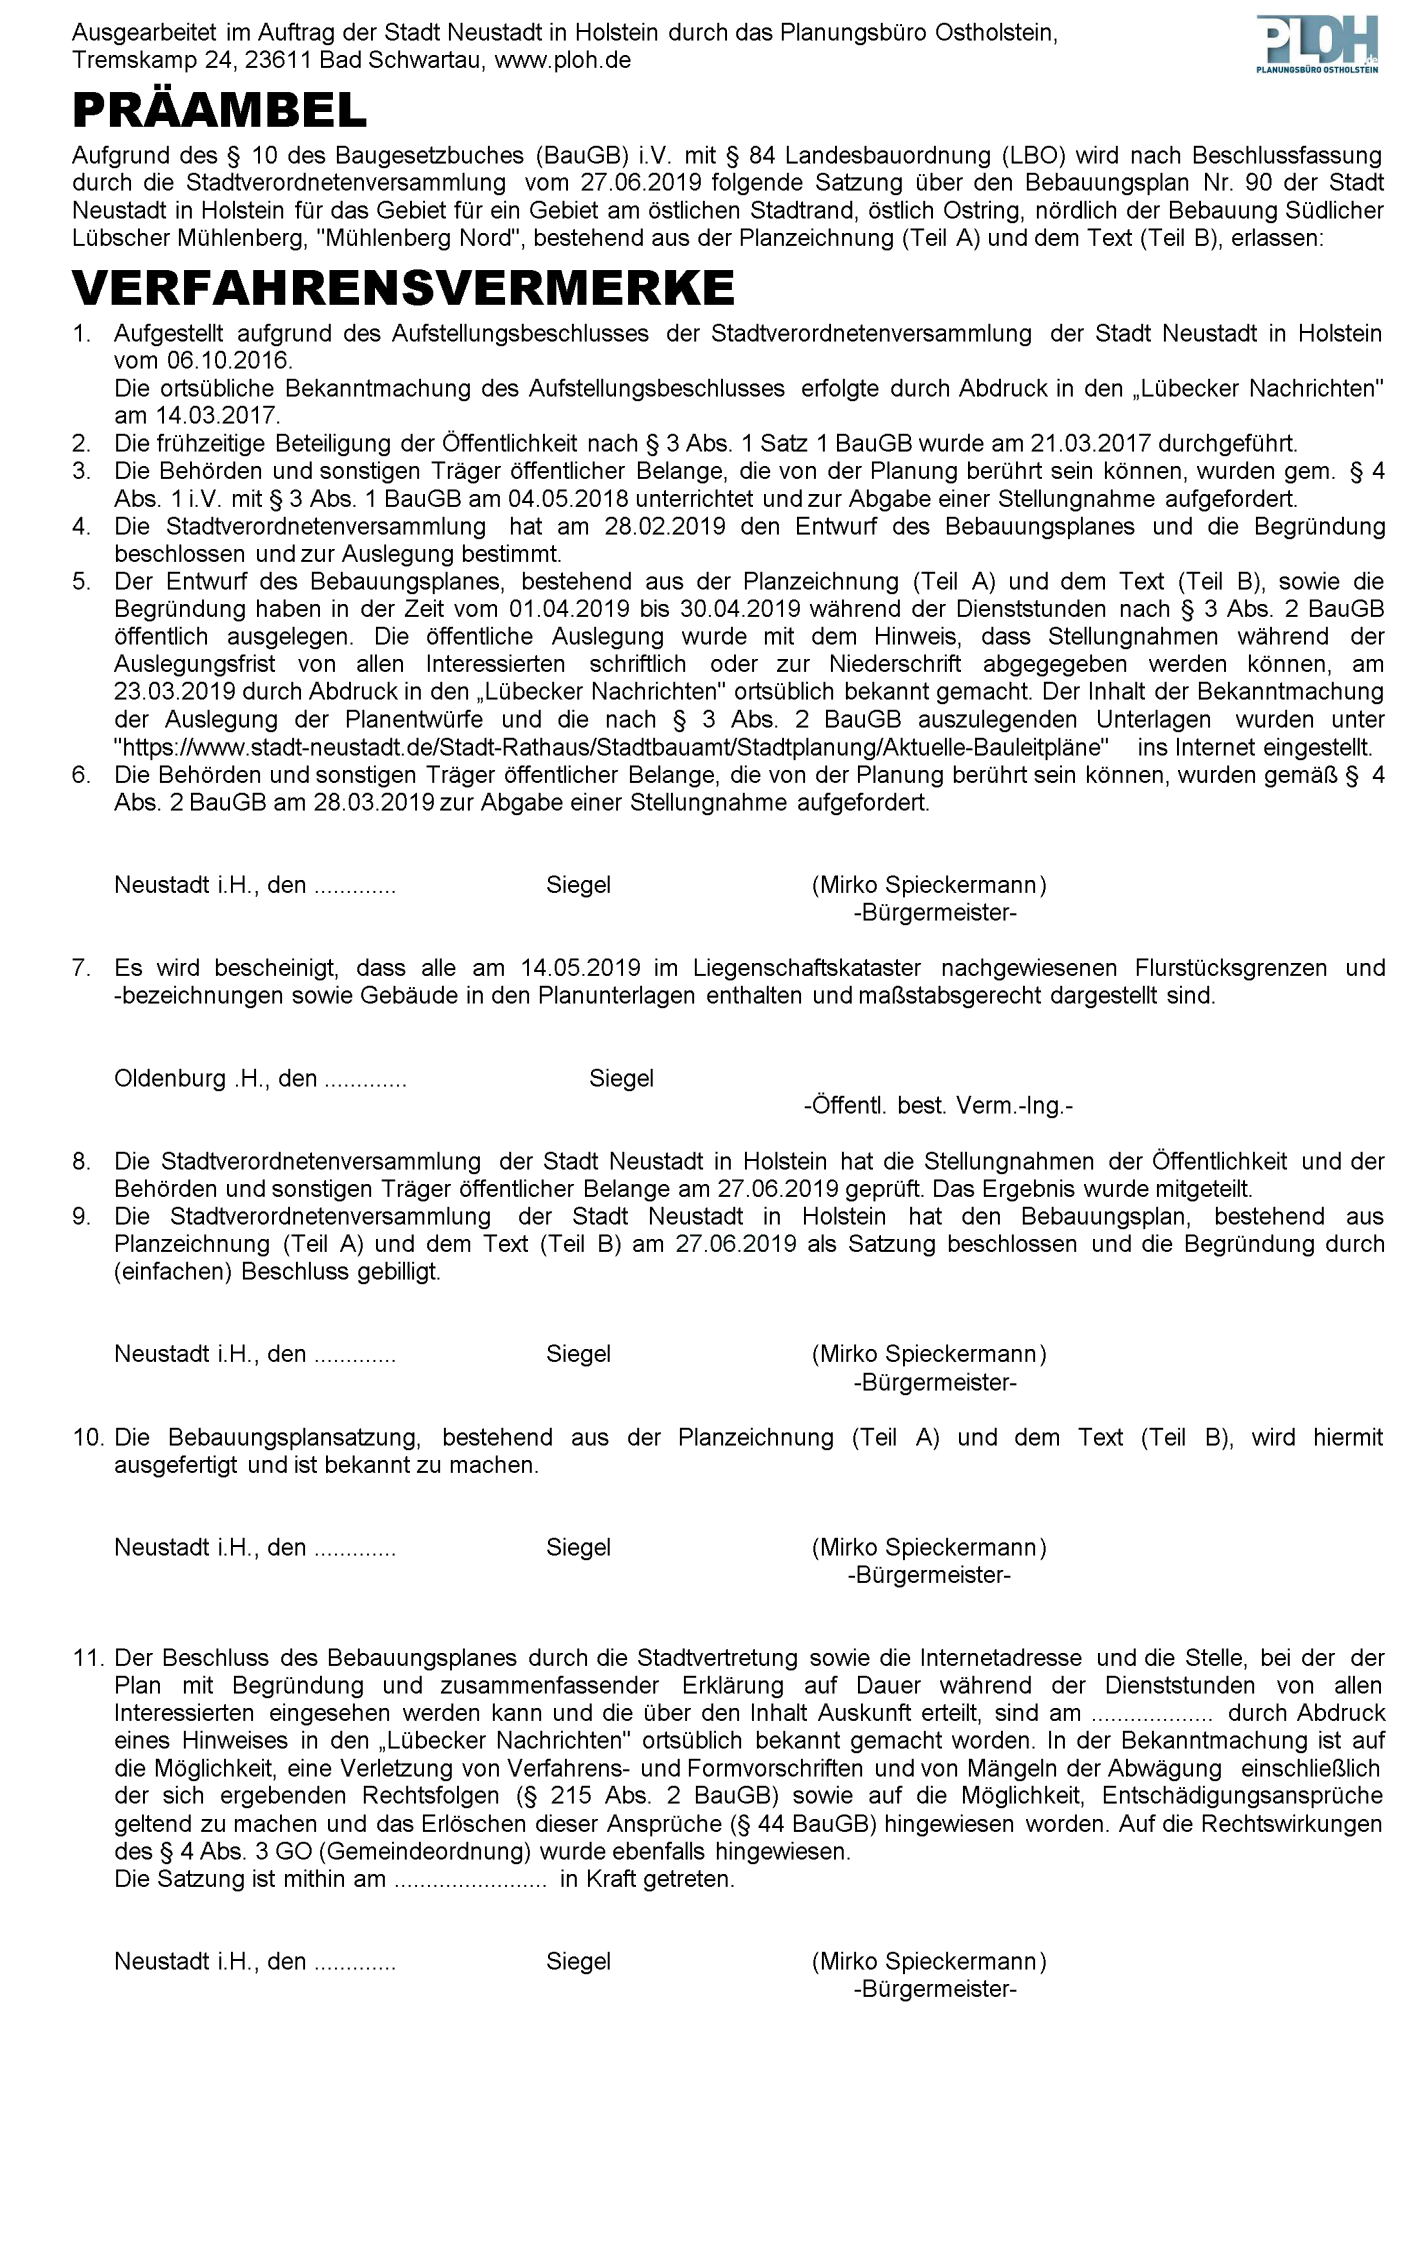 Ausgearbeitet im Auftrag der Stadt Neustadt in Holstein durch das Planungsbüro Ostholstein,
Tremskamp 24, 23611 Bad Schwartau, www.ploh.de
PLOH.de
PLANUNGSBÜRO OSTHOLSTEIN
PRÄAMBEL
Aufgrund des § 10 des Baugesetzbuches (BauGB) i.V. mit § 84 Landesbauordnung (LBO) wird nach Beschlussfassung
durch die Stadtverordnetenversammlung vom 27.06.2019 folgende Satzung über den Bebauungsplan Nr. 90 der Stadt
Neustadt in Holstein für das Gebiet für ein Gebiet am östlichen Stadtrand, östlich Ostring, nördlich der Bebauung Südlicher
Lübscher Mühlenberg, "Mühlenberg Nord", bestehend aus der Planzeichnung (Teil A) und dem Text (Teil B), erlassen:
VERFAHRENSVERMERKE
1. Aufgestellt aufgrund des Aufstellungsbeschlusses der Stadtverordnetenversammlung der Stadt Neustadt in Holstein
vom 06.10.2016.
Die ortsübliche Bekanntmachung des Aufstellungsbeschlusses erfolgte durch Abdruck in den „Lübecker Nachrichten"
am 14.03.2017.
2. Die frühzeitige Beteiligung der Öffentlichkeit nach § 3 Abs. 1 Satz 1 BauGB wurde am 21.03.2017 durchgeführt.
3. Die Behörden und sonstigen Träger öffentlicher Belange, die von der Planung berührt sein können, wurden gem. § 4
Abs. 1 i.V. mit § 3 Abs. 1 BauGB am 04.05.2018 unterrichtet und zur Abgabe einer Stellungnahme aufgefordert.
4. Die Stadtverordnetenversammlung hat am 28.02.2019 den Entwurf des Bebauungsplanes und die Begründung
beschlossen und zur Auslegung bestimmt.
5. Der Entwurf des Bebauungsplanes, bestehend aus der Planzeichnung (Teil A) und dem Text (Teil B), sowie die
Begründung haben in der Zeit vom 01.04.2019 bis 30.04.2019 während der Dienststunden nach § 3 Abs. 2 BauGB
öffentlich ausgelegen. Die öffentliche Auslegung wurde mit dem Hinweis, dass Stellungnahmen während der
Auslegungsfrist von allen Interessierten schriftlich oder zur Niederschrift abgegegeben werden können, am
23.03.2019 durch Abdruck in den „Lübecker Nachrichten" ortsüblich bekannt gemacht. Der Inhalt der Bekanntmachung
der Auslegung der Planentwürfe und die nach § 3 Abs. 2 BauGB auszulegenden Unterlagen wurden unter
"https://www.stadt-neustadt.de/Stadt-Rathaus/Stadtbauamt/Stadtplanung/Aktuelle-Bauleitpläne" ins Internet eingestellt.
6. Die Behörden und sonstigen Träger öffentlicher Belange, die von der Planung berührt sein können, wurden gemäß § 4
Abs. 2 BauGB am 28.03.2019 zur Abgabe einer Stellungnahme aufgefordert.
Neustadt i.H., den ............. Siegel (Mirko Spieckermann)
-Bürgermeister-
7. Es wird bescheinigt, dass alle am 14.05.2019 im Liegenschaftskataster nachgewiesenen Flurstücksgrenzen und
-bezeichnungen sowie Gebäude in den Planunterlagen enthalten und maßstabsgerecht dargestellt sind.
Oldenburg .H., den ............. Siegel
-Öffentl. best. Verm.-Ing.-
8. Die Stadtverordnetenversammlung der Stadt Neustadt in Holstein hat die Stellungnahmen der Öffentlichkeit und der
Behörden und sonstigen Träger öffentlicher Belange am 27.06.2019 geprüft. Das Ergebnis wurde mitgeteilt.
9. Die Stadtverordnetenversammlung der Stadt Neustadt in Holstein hat den Bebauungsplan, bestehend aus
Planzeichnung (Teil A) und dem Text (Teil B) am 27.06.2019 als Satzung beschlossen und die Begründung durch
(einfachen) Beschluss gebilligt.
Neustadt i.H., den ............. Siegel (Mirko Spieckermann)
-Bürgermeister-
10. Die Bebauungsplansatzung, bestehend aus der Planzeichnung (Teil A) und dem Text (Teil B), wird hiermit
ausgefertigt und ist bekannt zu machen.
Neustadt i.H., den ............. Siegel (Mirko Spieckermann)
-Bürgermeister-
11. Der Beschluss des Bebauungsplanes durch die Stadtvertretung sowie die Internetadresse und die Stelle, bei der der
Plan mit Begründung und zusammenfassender Erklärung auf Dauer während der Dienststunden von allen
Interessierten eingesehen werden kann und die über den Inhalt Auskunft erteilt, sind am ................... durch Abdruck
eines Hinweises in den „Lübecker Nachrichten" ortsüblich bekannt gemacht worden. In der Bekanntmachung ist auf
die Möglichkeit, eine Verletzung von Verfahrens- und Formvorschriften und von Mängeln der Abwägung einschließlich
der sich ergebenden Rechtsfolgen (§ 215 Abs. 2 BauGB) sowie auf die Möglichkeit, Entschädigungsansprüche
geltend zu machen und das Erlöschen dieser Ansprüche (§ 44 BauGB) hingewiesen worden. Auf die Rechtswirkungen
des § 4 Abs. 3 GO (Gemeindeordnung) wurde ebenfalls hingewiesen.
Die Satzung ist mithin am ........................ in Kraft getreten.
Neustadt i.H., den ............. Siegel (Mirko Spieckermann)
-Bürgermeister-